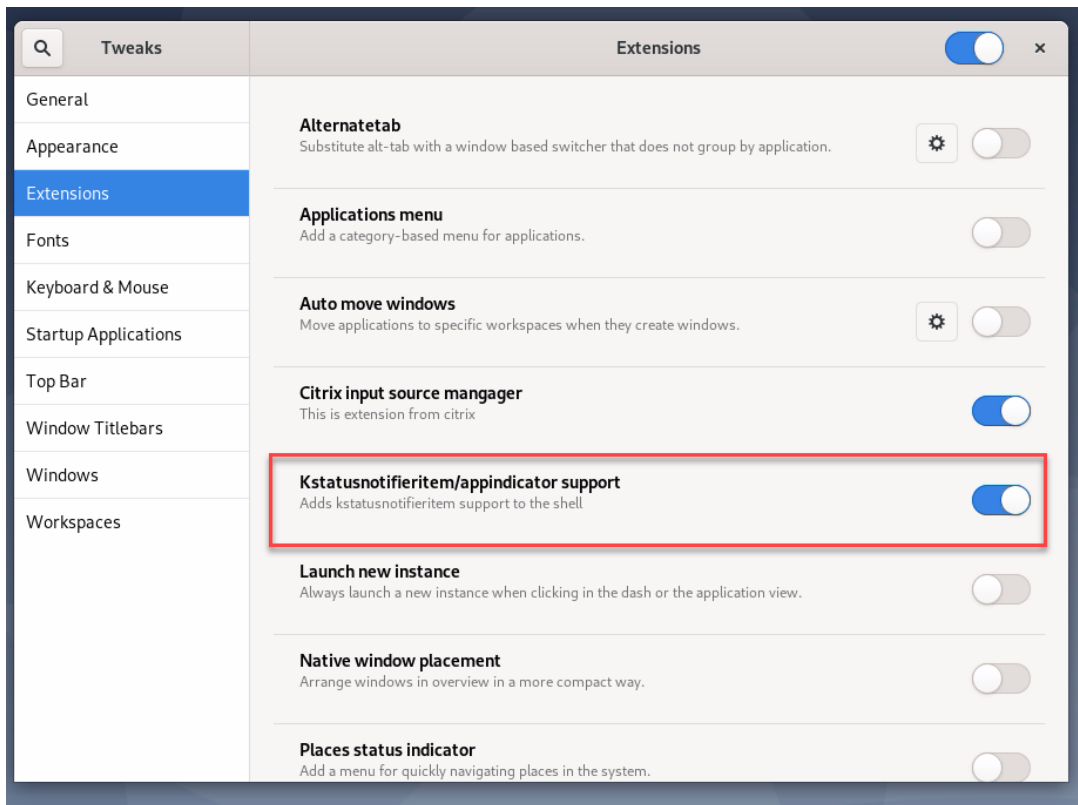 Tweaks
Extensions
General
Appearance
Extensions
Fonts
Keyboard & Mouse
Startup Applications
Top Bar
Window Titlebars
Windows
Workspaces
Alternatetab
Substitute alt-tab with a window based switcher that does not group by application.
Applications menu
Add a category-based menu for applications.
Auto move windows
Move applications to specific workspaces when they create windows.
Citrix input source mangager
This is extension from citrix
Kstatusnotifieritem/appindicator support
Adds kstatusnotifieritem support to the shell
Launch new instance
Always launch a new instance when clicking in the dash or the application view.
Native window placement
Arrange windows in overview in a more compact way.
Places status indicator
Add a menu for quickly navigating places in the system.